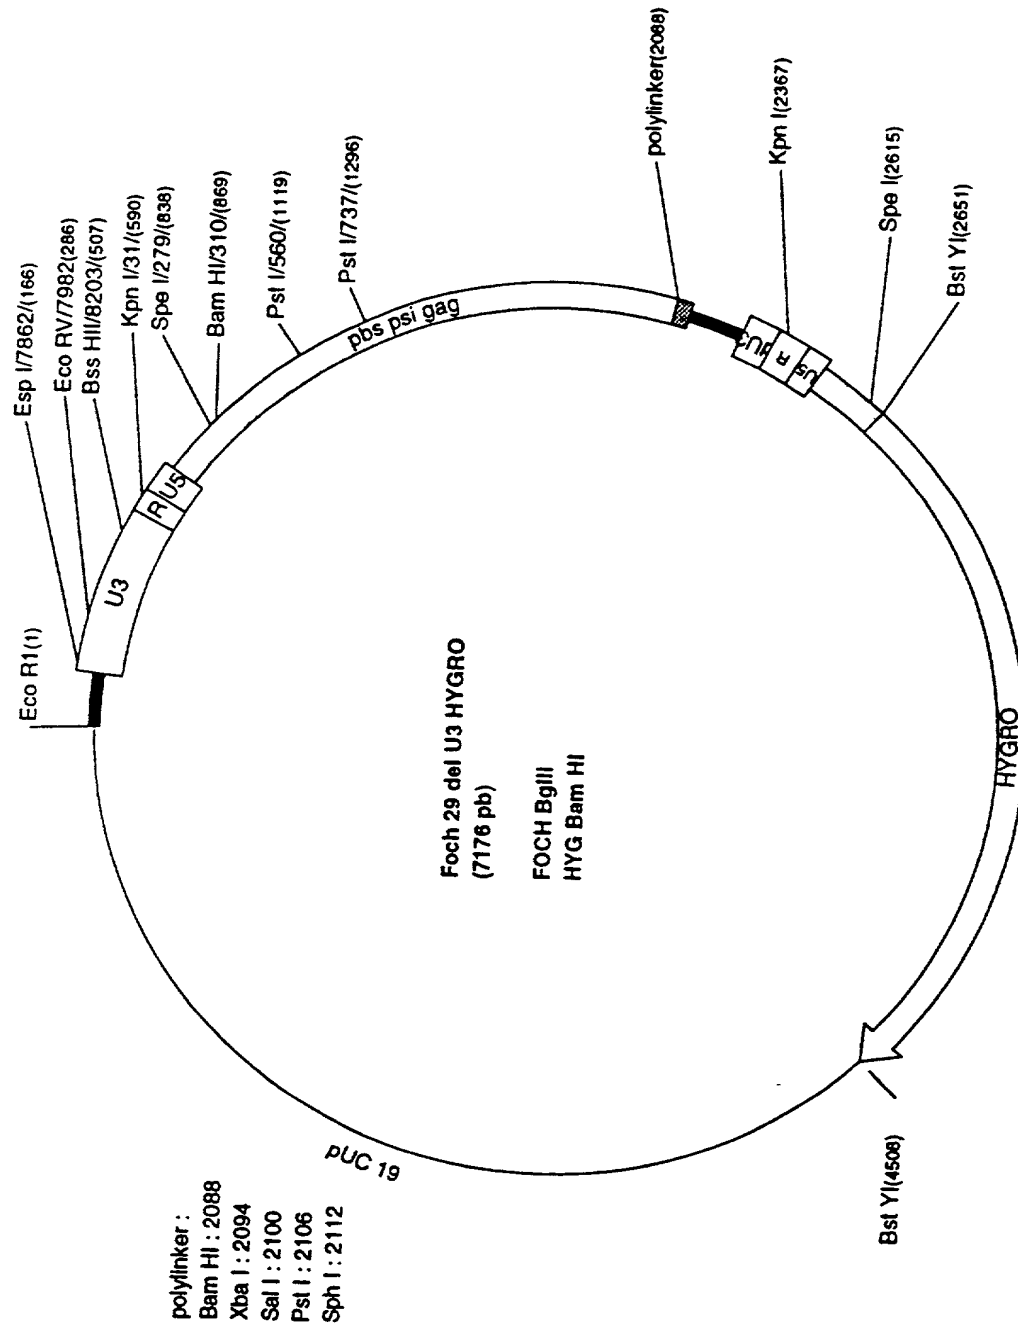 Eco R1(1)
Esp I/7862/(166)
Eco RV/7982(286)
Bss HII/8203/(507)
Kpn I/31/(590)
Spe I/279/(838)
Bam HI/310/(869)
Pst I/560/(1119)
Pst I/737/(1296)
polylinker(2088)
Kpn I(2367)
Spe I(2615)
Bst YI(2651)
U3
R
U5
pbs psi gag
dU3
R
U5
HYGRO
Bst YI(4508)
pUC 19
Foch 29 del U3 HYGRO
(7176 pb)
FOCH BglII
HYG Bam HI
polylinker :
Bam HI : 2088
Xba I : 2094
Sal I : 2100
Pst I : 2106
Sph I : 2112